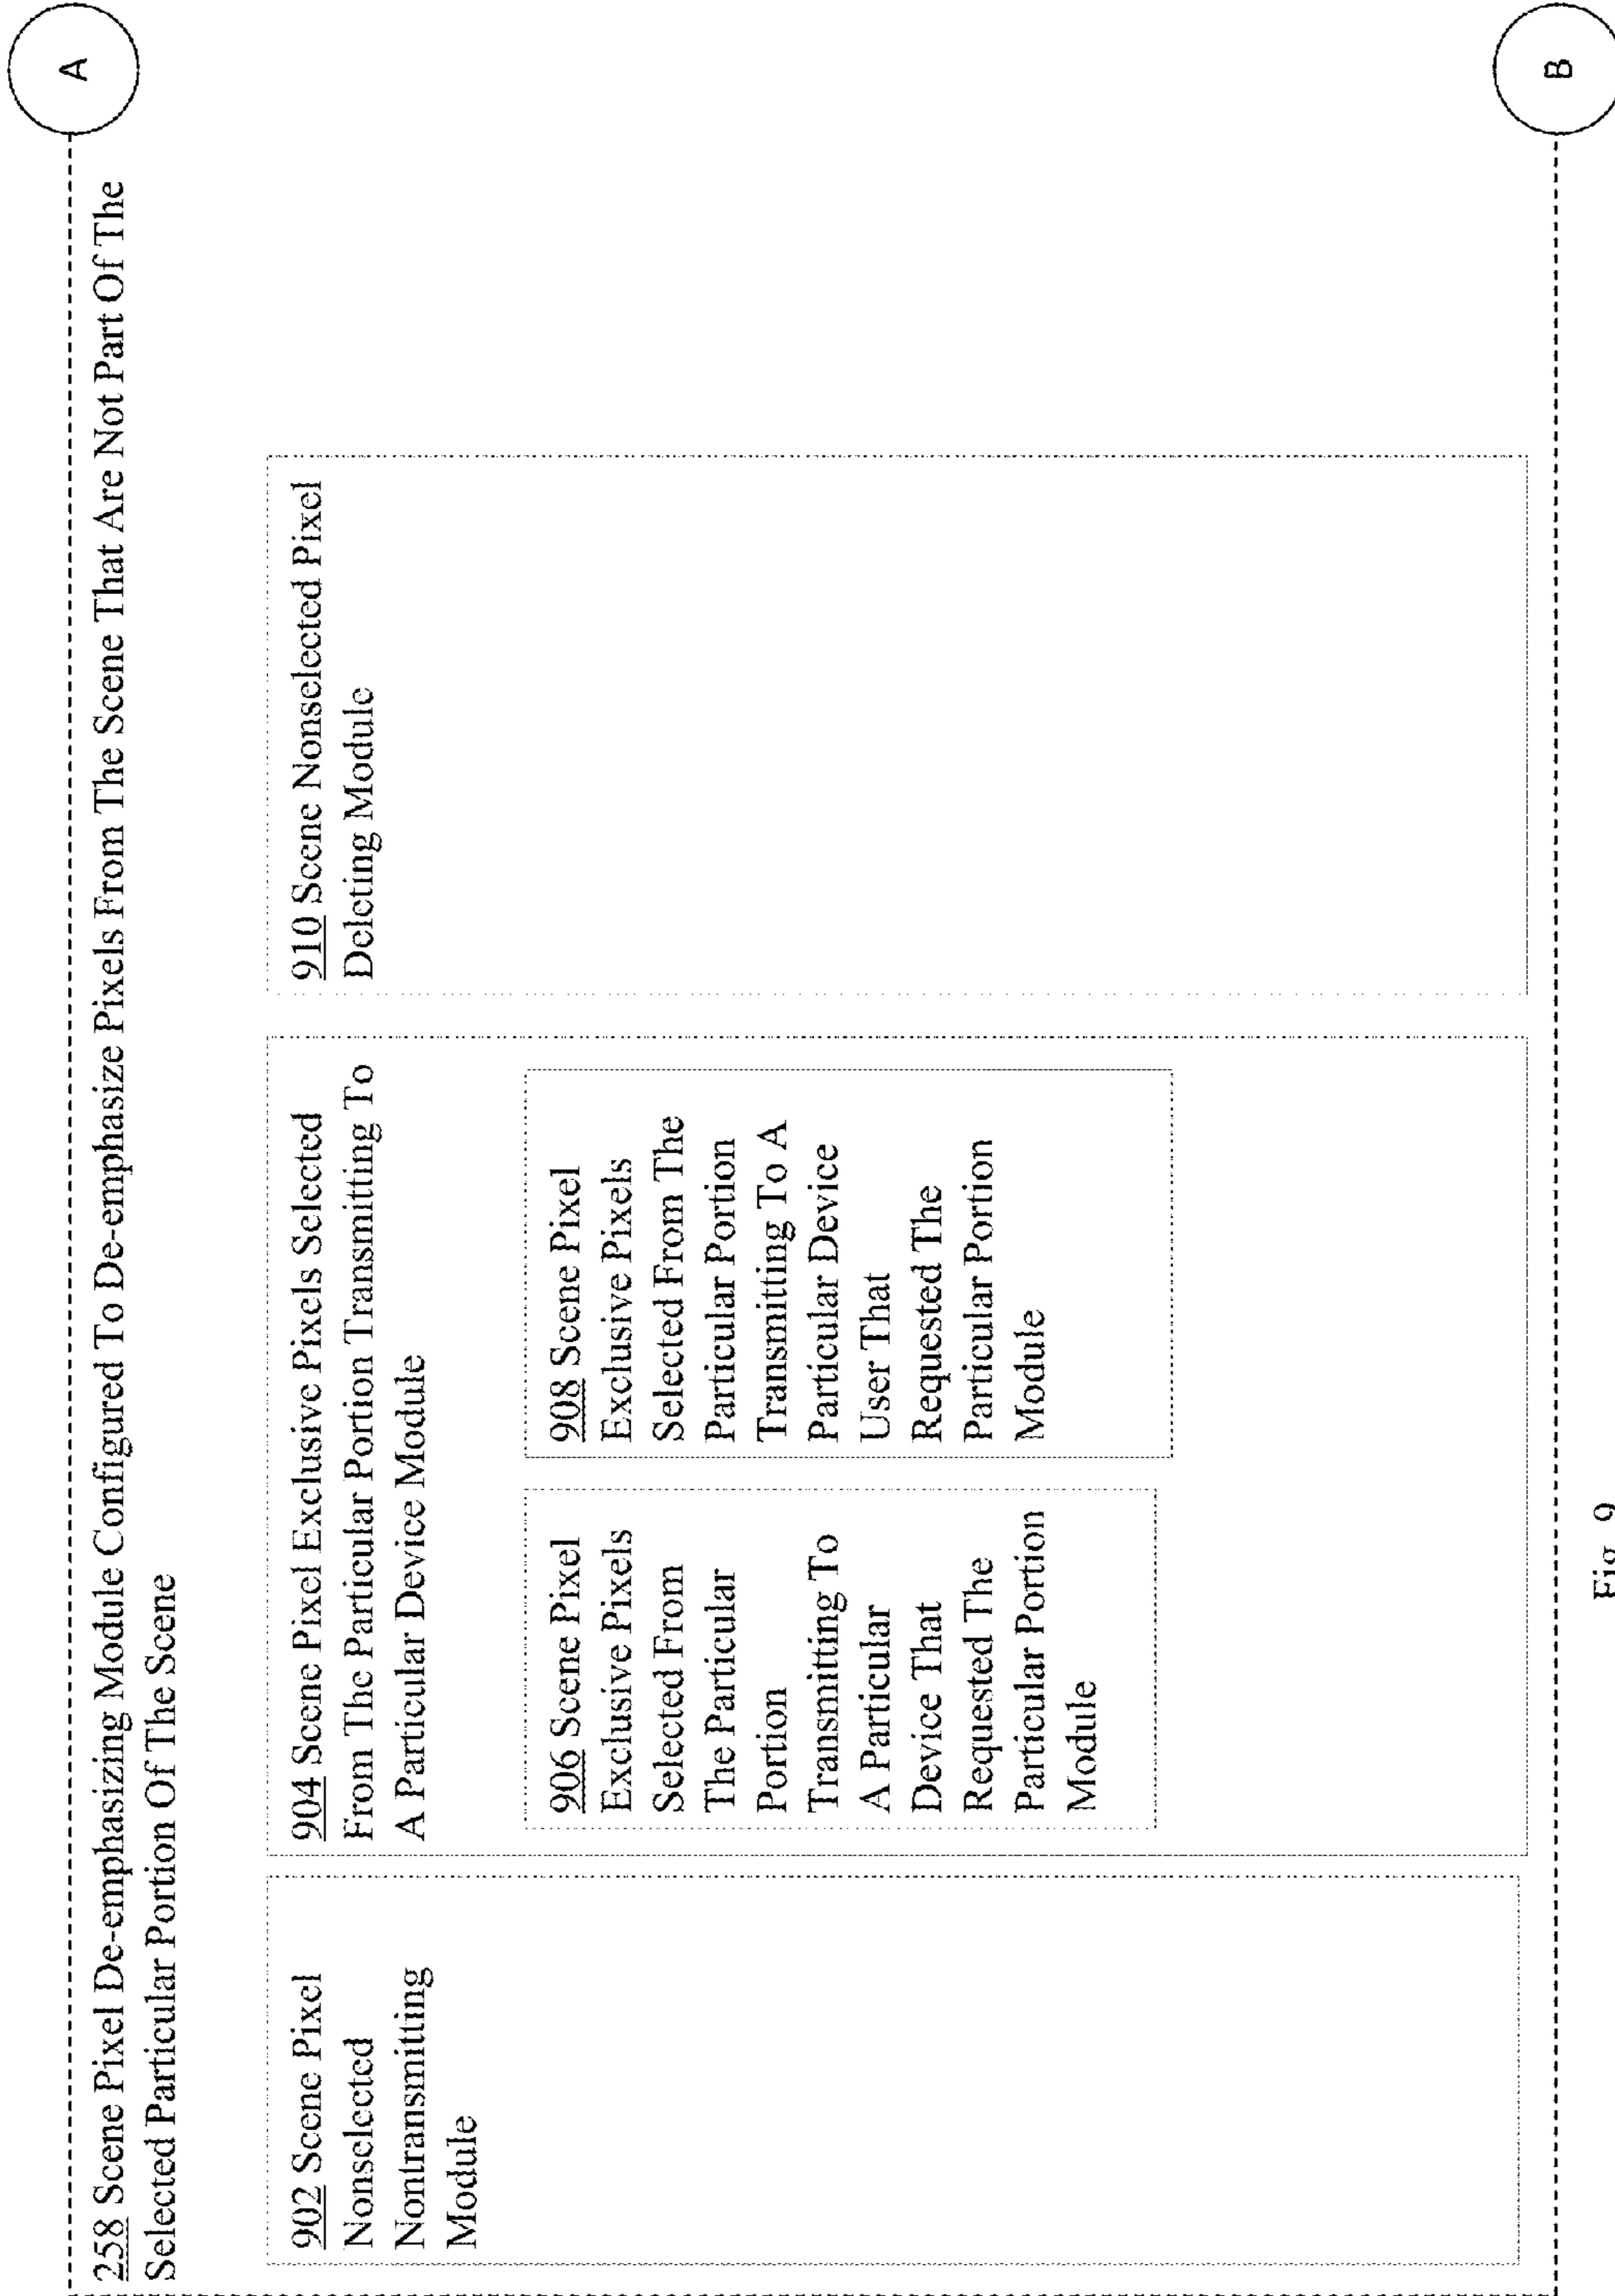 258 Scene Pixel De-emphasizing Module Configured To De-emphasize Pixels From The Scene That Are Not Part Of The
Selected Particular Portion Of The Scene
A
902 Scene Pixel
Nonselected
Nontransmitting
Module
904 Scene Pixel Exclusive Pixels Selected
From The Particular Portion Transmitting To
A Particular Device Module
906 Scene Pixel
Exclusive Pixels
Selected From
The Particular
Portion
Transmitting To
A Particular
Device That
Requested The
Particular Portion
Module
908 Scene Pixel
Exclusive Pixels
Selected From The
Particular Portion
Transmitting To A
Particular Device
User That
Requested The
Particular Portion
Module
910 Scene Nonselected Pixel
Deleting Module
B
Fig. 9